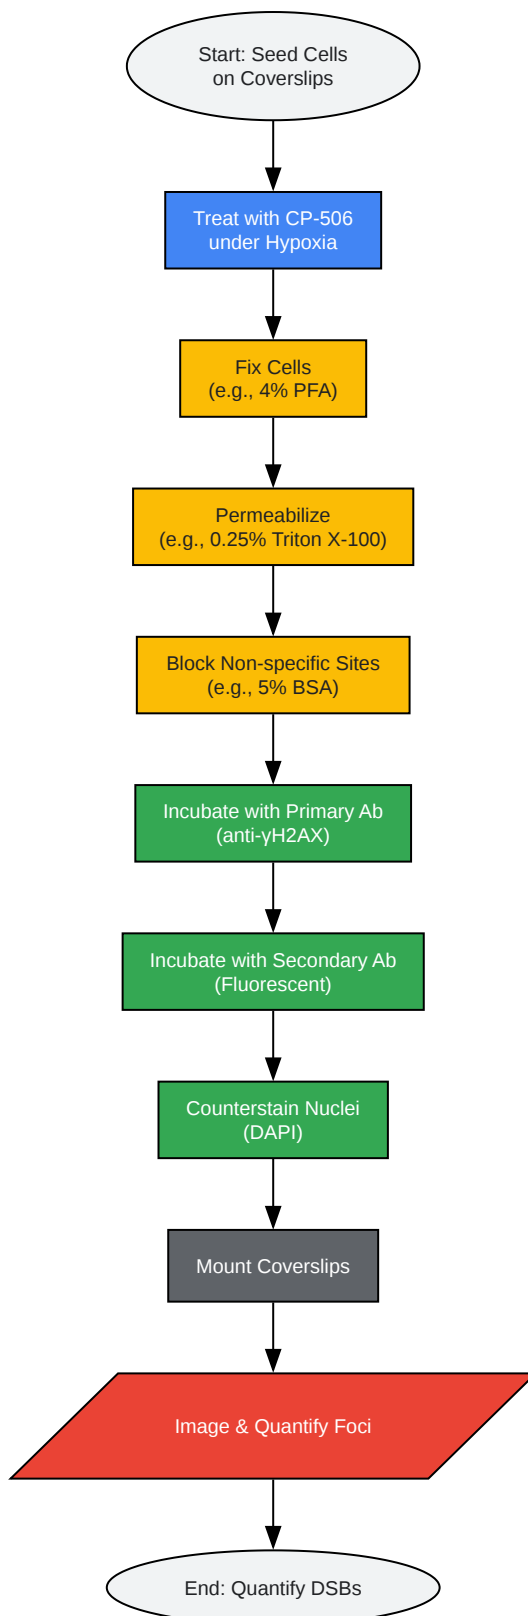 Start: Seed Cells
on Coverslips
Treat with CP-506
under Hypoxia
Fix Cells
(e.g., 4% PFA)
Permeabilize
(e.g., 0.25% Triton X-100)
Block Non-specific Sites
(e.g., 5% BSA)
Incubate with Primary Ab
(anti-γH2AX)
Incubate with Secondary Ab
(Fluorescent)
Counterstain Nuclei
(DAPI)
Mount Coverslips
Image & Quantify Foci
End: Quantify DSBs